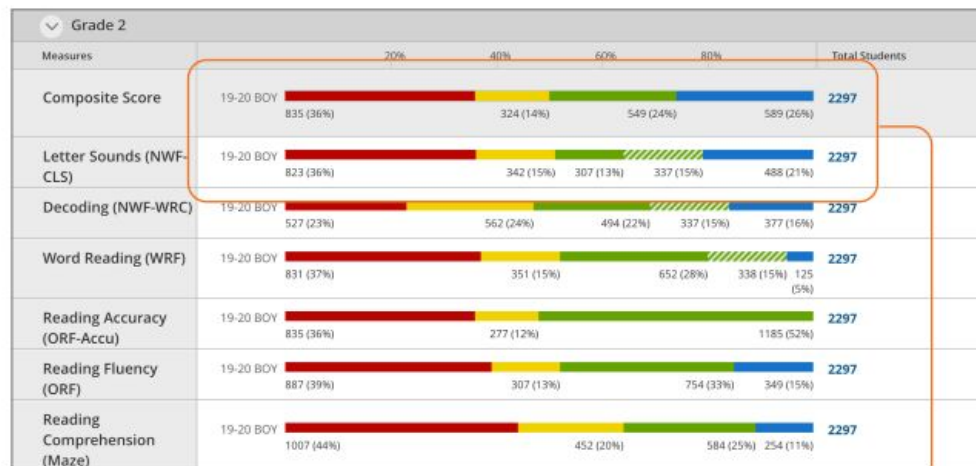 Grade 2
Measures 20% 40% 60% 80% Total Students
Composite Score 19-20 BOY 2297
835 (36%) 324 (14%) 549 (24%) 589 (26%)
Letter Sounds (NWF-
CLS)
19-20 BOY 2297
823 (36%) 342 (15%) 307 (13%) 337 (15%) 488 (21%)
Decoding (NWF-WRC) 19-20 BOY 2297
527 (23%) 562 (24%) 494 (22%) 337 (15%) 377 (16%)
Word Reading (WRF) 19-20 BOY 2297
831 (37%) 351 (15%) 652 (28%) 338 (15%) 125
(5%)
Reading Accuracy
(ORF-Accu)
19-20 BOY 2297
835 (36%) 277 (12%) 1185 (52%)
Reading Fluency
(ORF)
19-20 BOY 2297
887 (39%) 307 (13%) 754 (33%) 349 (15%)
Reading
Comprehension
(Maze)
19-20 BOY 2297
1007 (44%) 452 (20%) 584 (25%) 254 (11%)